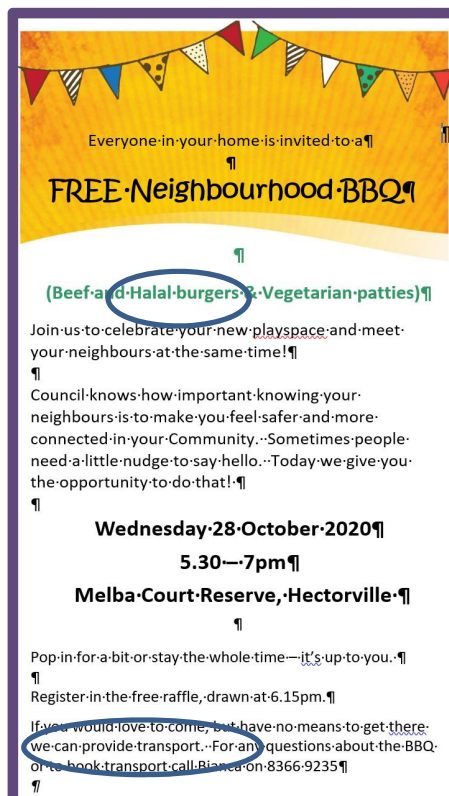 Everyone in your home is invited to a¶
¶
¶
FREE Neighbourhood BBQ¶
¶
(Beef and Halal burgers & Vegetarian patties)¶
Join us to celebrate your new playspace and meet
your neighbours at the same time!¶
¶
Council knows how important knowing your
neighbours is to make you feel safer and more
connected in your Community.  Sometimes people
need a little nudge to say hello.  Today we give you
the opportunity to do that! ¶
¶
Wednesday 28 October 2020¶
5.30 – 7pm¶
Melba Court Reserve, Hectorville ¶
¶
Pop in for a bit or stay the whole time – it's up to you. ¶
¶
Register in the free raffle, drawn at 6.15pm.¶
If you would love to come, but have no means to get there
we can provide transport.  For any questions about the BBQ
or to book transport call Bianca on 8366 9235¶
¶